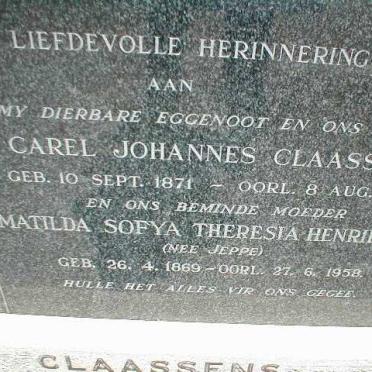 LIEFDEVOLLE HERINNERING
AAN
MY DIERBARE EGGENOOT EN ONS
CAREL JOHANNES CLAASS
GEB. 10 SEPT. 1871 – OORL. 8 AUG.
EN ONS BEMINDE MOEDER
MATILDA SOFYA THERESIA HENRI
(NEE JEPPE)
GEB. 26. 4. 1869 – OORL. 27. 6. 1958.
HULLE HET ALLES VIR ONS GEGEE.
CLAASSENS